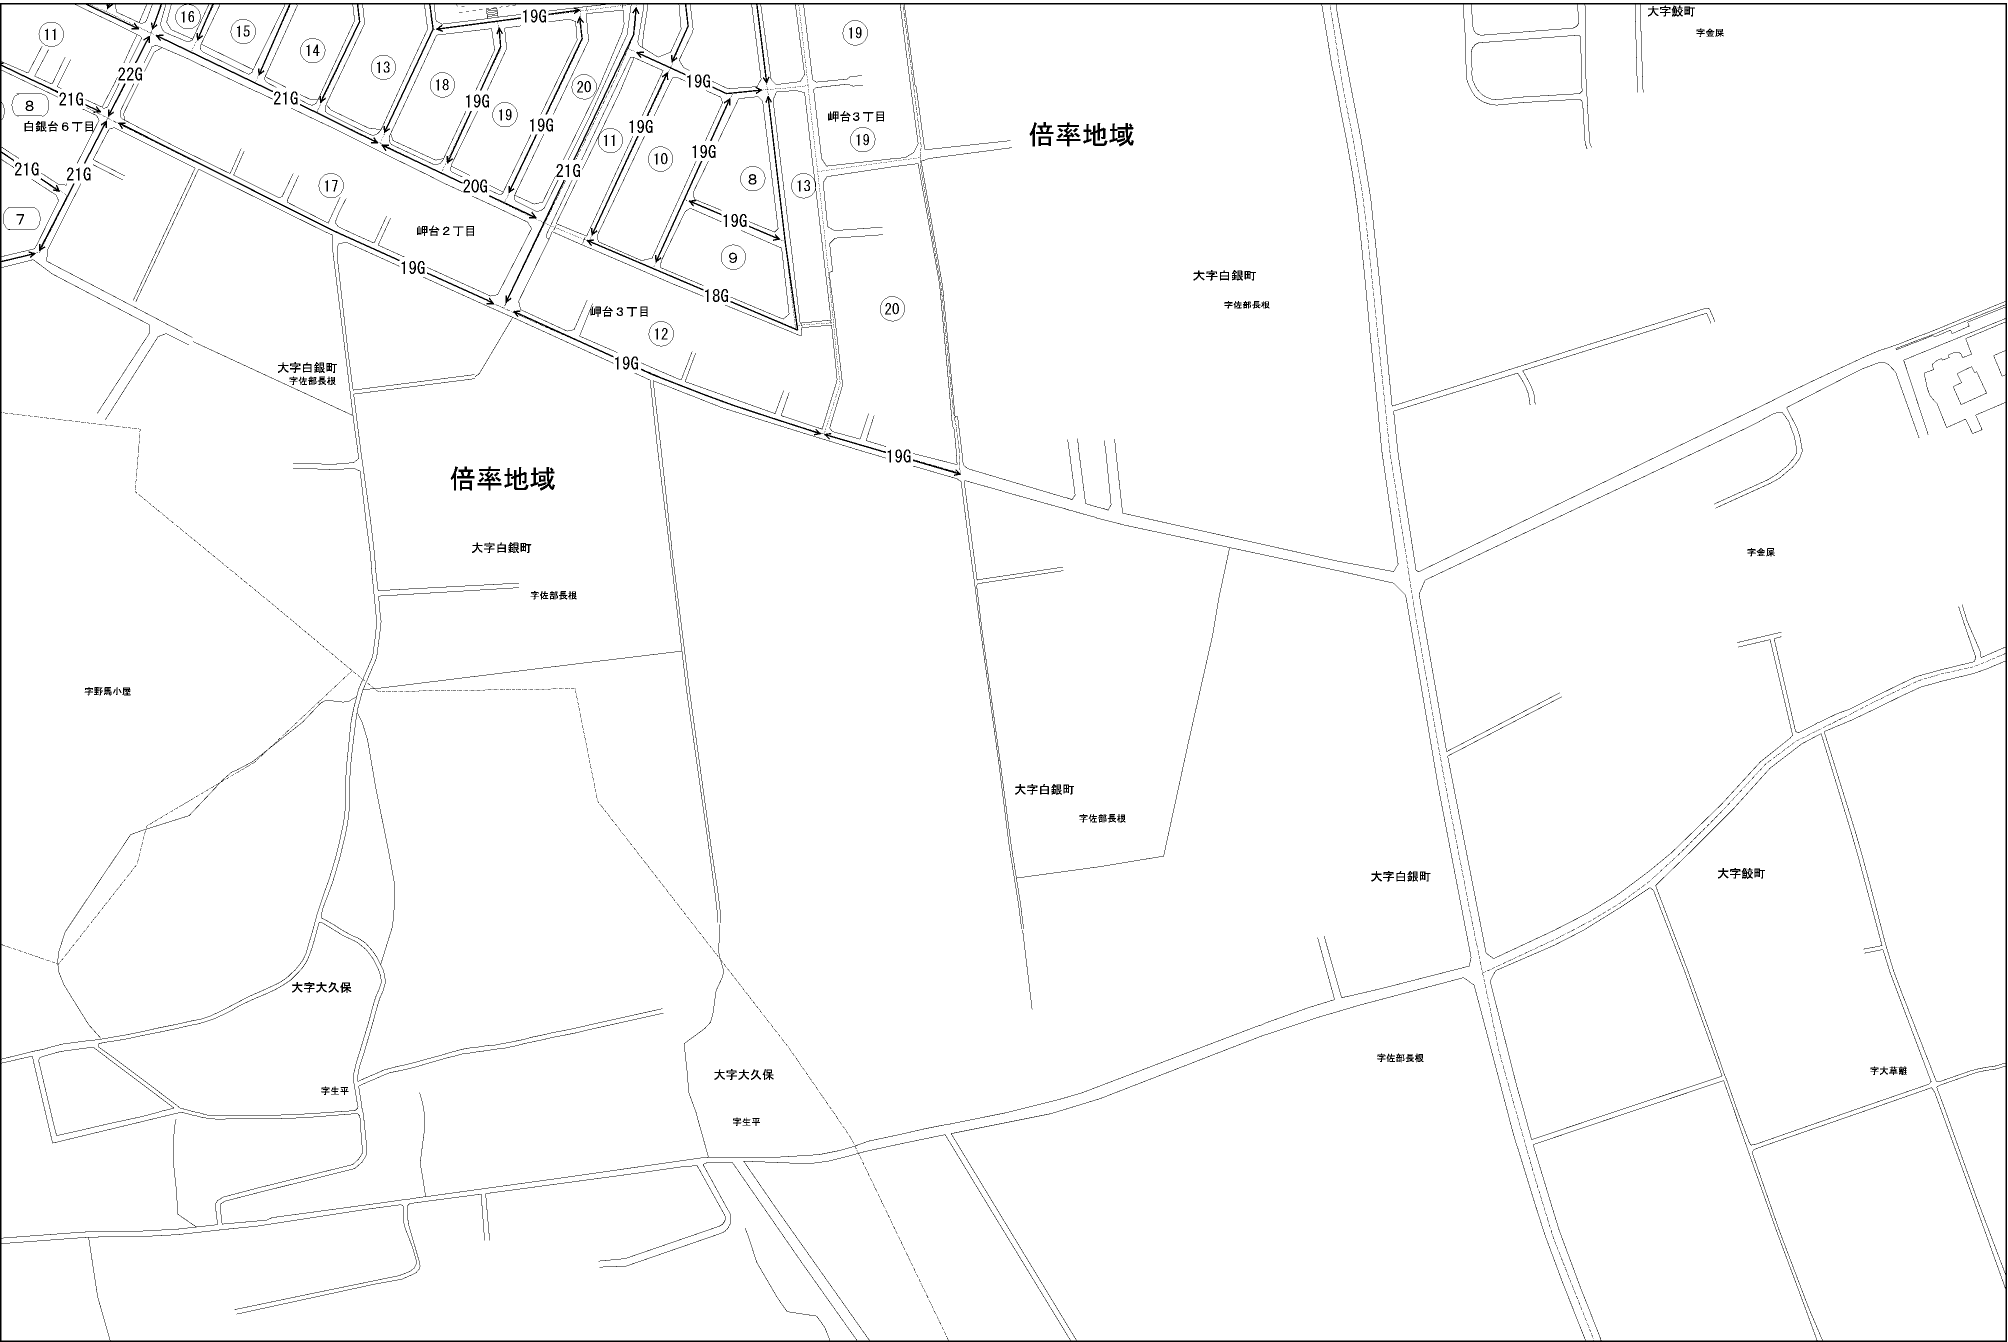 大字鮫町
字金屎
16
15
14
13
11
19G
19
18
20
22G
21G
19G
8
21G
白銀台6丁目
19G
19
19G
11
19G
10
19G
岬台3丁目
19
倍率地域
21G
21G
21G
20G
8
13
17
7
岬台2丁目
19G
9
19G
18G
大字白銀町
字佐部長根
20
岬台3丁目
12
19G
大字白銀町
字佐部長根
19G
倍率地域
大字白銀町
字佐部長根
字金屎
字野馬小屋
大字白銀町
字佐部長根
大字白銀町
大字鮫町
大字大久保
字佐部長根
字大草離
大字大久保
字生平
字生平